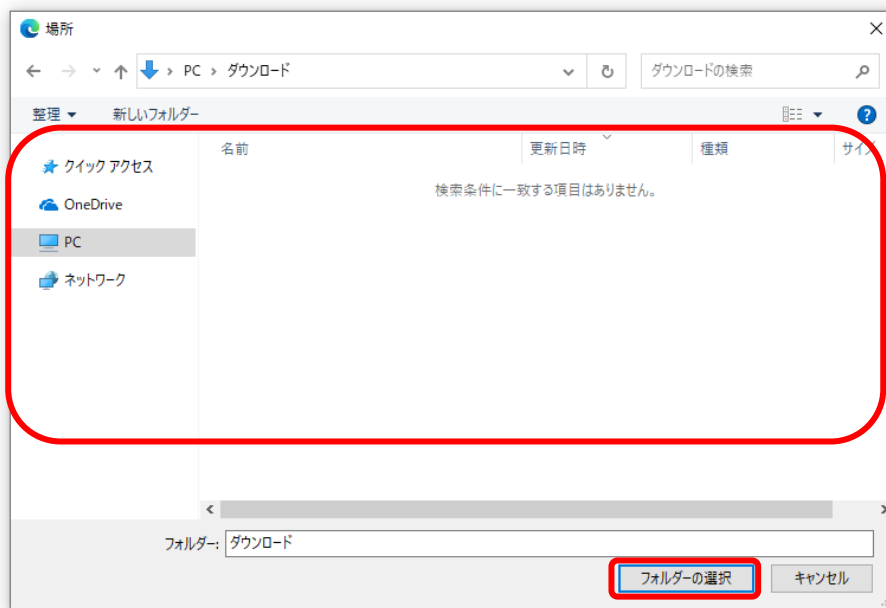 場所
PC › ダウンロード
ダウンロードの検索
整理 新しいフォルダー
名前 更新日時 種類 サイズ
検索条件に一致する項目はありません。
クイック アクセス
OneDrive
PC
ネットワーク
フォルダー: ダウンロード
フォルダーの選択 キャンセル